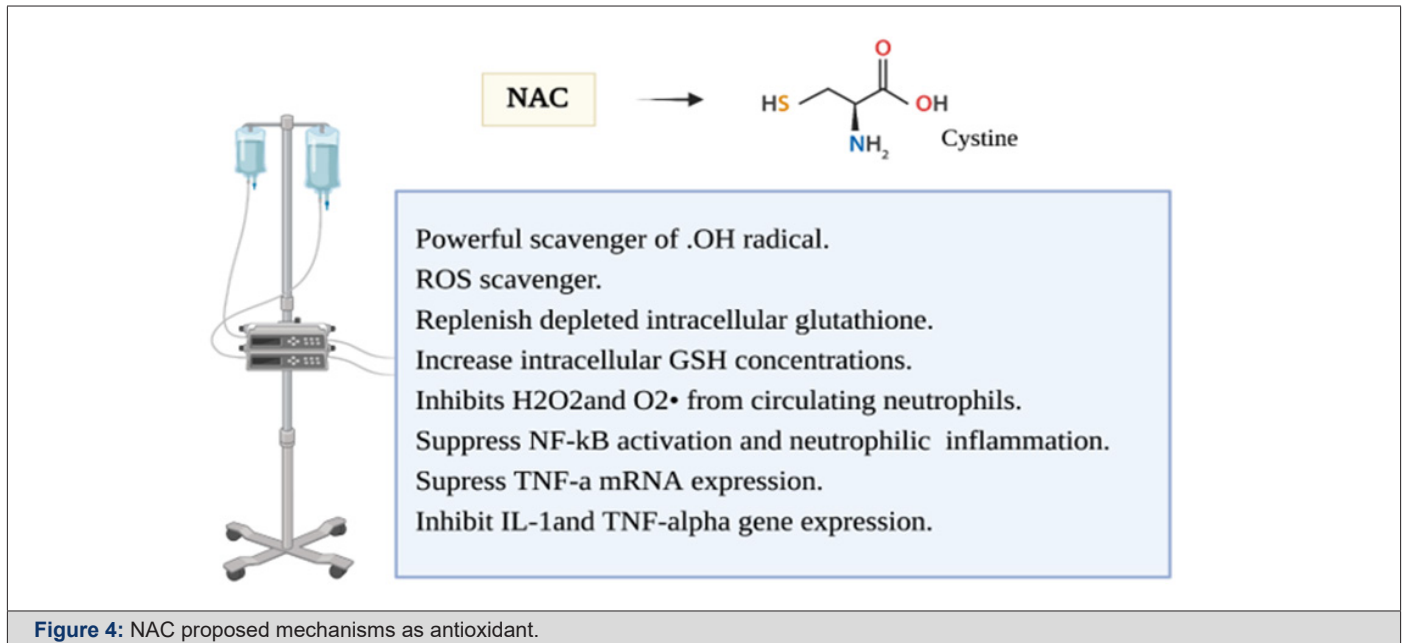 NAC
O
HS
OH
NH2
Cystine
Powerful scavenger of .OH radical.
ROS scavenger.
Replenish depleted intracellular glutathione.
Increase intracellular GSH concentrations.
Inhibits H2O2and O2• from circulating neutrophils.
Suppress NF-kB activation and neutrophilic inflammation.
Supress TNF-a mRNA expression.
Inhibit IL-1and TNF-alpha gene expression.
Figure 4: NAC proposed mechanisms as antioxidant.